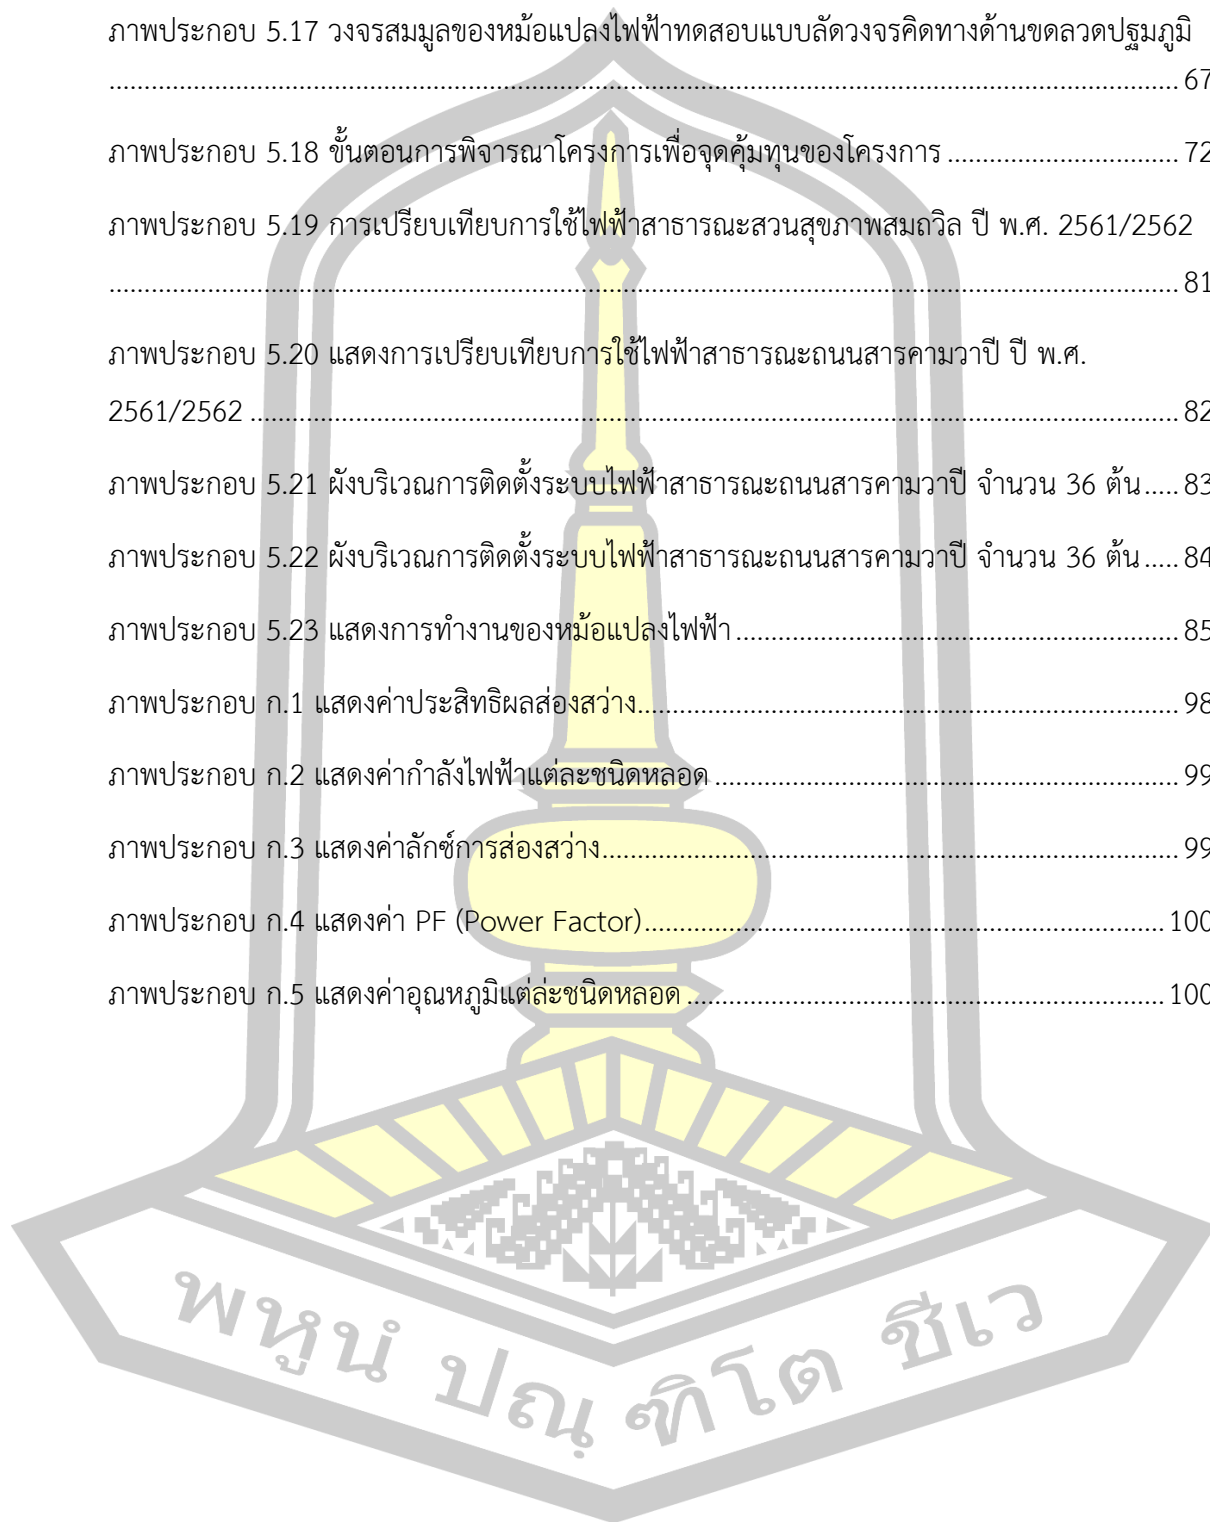 ภาพประกอบ 5.17 วงจรสมมูลของหม้อแปลงไฟฟ้าทดสอบแบบลัดวงจรคิดทางด้านขดลวดปฐมภูมิ
........................................................................................................................................ 67
ภาพประกอบ 5.18 ขั้นตอนการพิจารณาโครงการเพื่อจุดคุ้มทุนของโครงการ ................................. 72
ภาพประกอบ 5.19 การเปรียบเทียบการใช้ไฟฟ้าสาธารณะสวนสุขภาพสมถวิล ปี พ.ศ. 2561/2562
........................................................................................................................................ 81
ภาพประกอบ 5.20 แสดงการเปรียบเทียบการใช้ไฟฟ้าสาธารณะถนนสารคามวาปี ปี พ.ศ.
2561/2562 ...................................................................................................................... 82
ภาพประกอบ 5.21 ผังบริเวณการติดตั้งระบบไฟฟ้าสาธารณะถนนสารคามวาปี จำนวน 36 ต้น ..... 83
ภาพประกอบ 5.22 ผังบริเวณการติดตั้งระบบไฟฟ้าสาธารณะถนนสารคามวาปี จำนวน 36 ต้น ..... 84
ภาพประกอบ 5.23 แสดงการทำงานของหม้อแปลงไฟฟ้า ........................................................ 85
ภาพประกอบ ก.1 แสดงค่าประสิทธิผลส่องสว่าง..................................................................... 98
ภาพประกอบ ก.2 แสดงค่ากำลังไฟฟ้าแต่ละชนิดหลอด ........................................................... 99
ภาพประกอบ ก.3 แสดงค่าลักซ์การส่องสว่าง......................................................................... 99
ภาพประกอบ ก.4 แสดงค่า PF (Power Factor).................................................................. 100
ภาพประกอบ ก.5 แสดงค่าอุณหภูมิแต่ล่ะชนิดหลอด ............................................................. 100
พหูนํ ปณฺฑิโต ชีเว